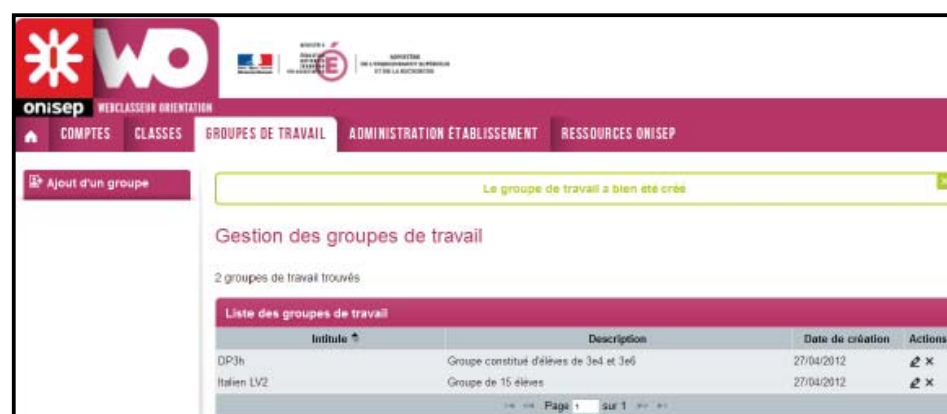 WO
onisep WEBCLASSEUR ORIENTATION
COMPTES CLASSES GROUPES DE TRAVAIL ADMINISTRATION ÉTABLISSEMENT RESSOURCES ONISEP
Ajout d'un groupe
Le groupe de travail a bien été créé
Gestion des groupes de travail
2 groupes de travail trouvés
Liste des groupes de travail
Intitule Description Date de création Actions
DP3h Groupe constitué d'élèves de 3e4 et 3e6 27/04/2012
Italien LV2 Groupe de 15 élèves 27/04/2012
Page 1 sur 1